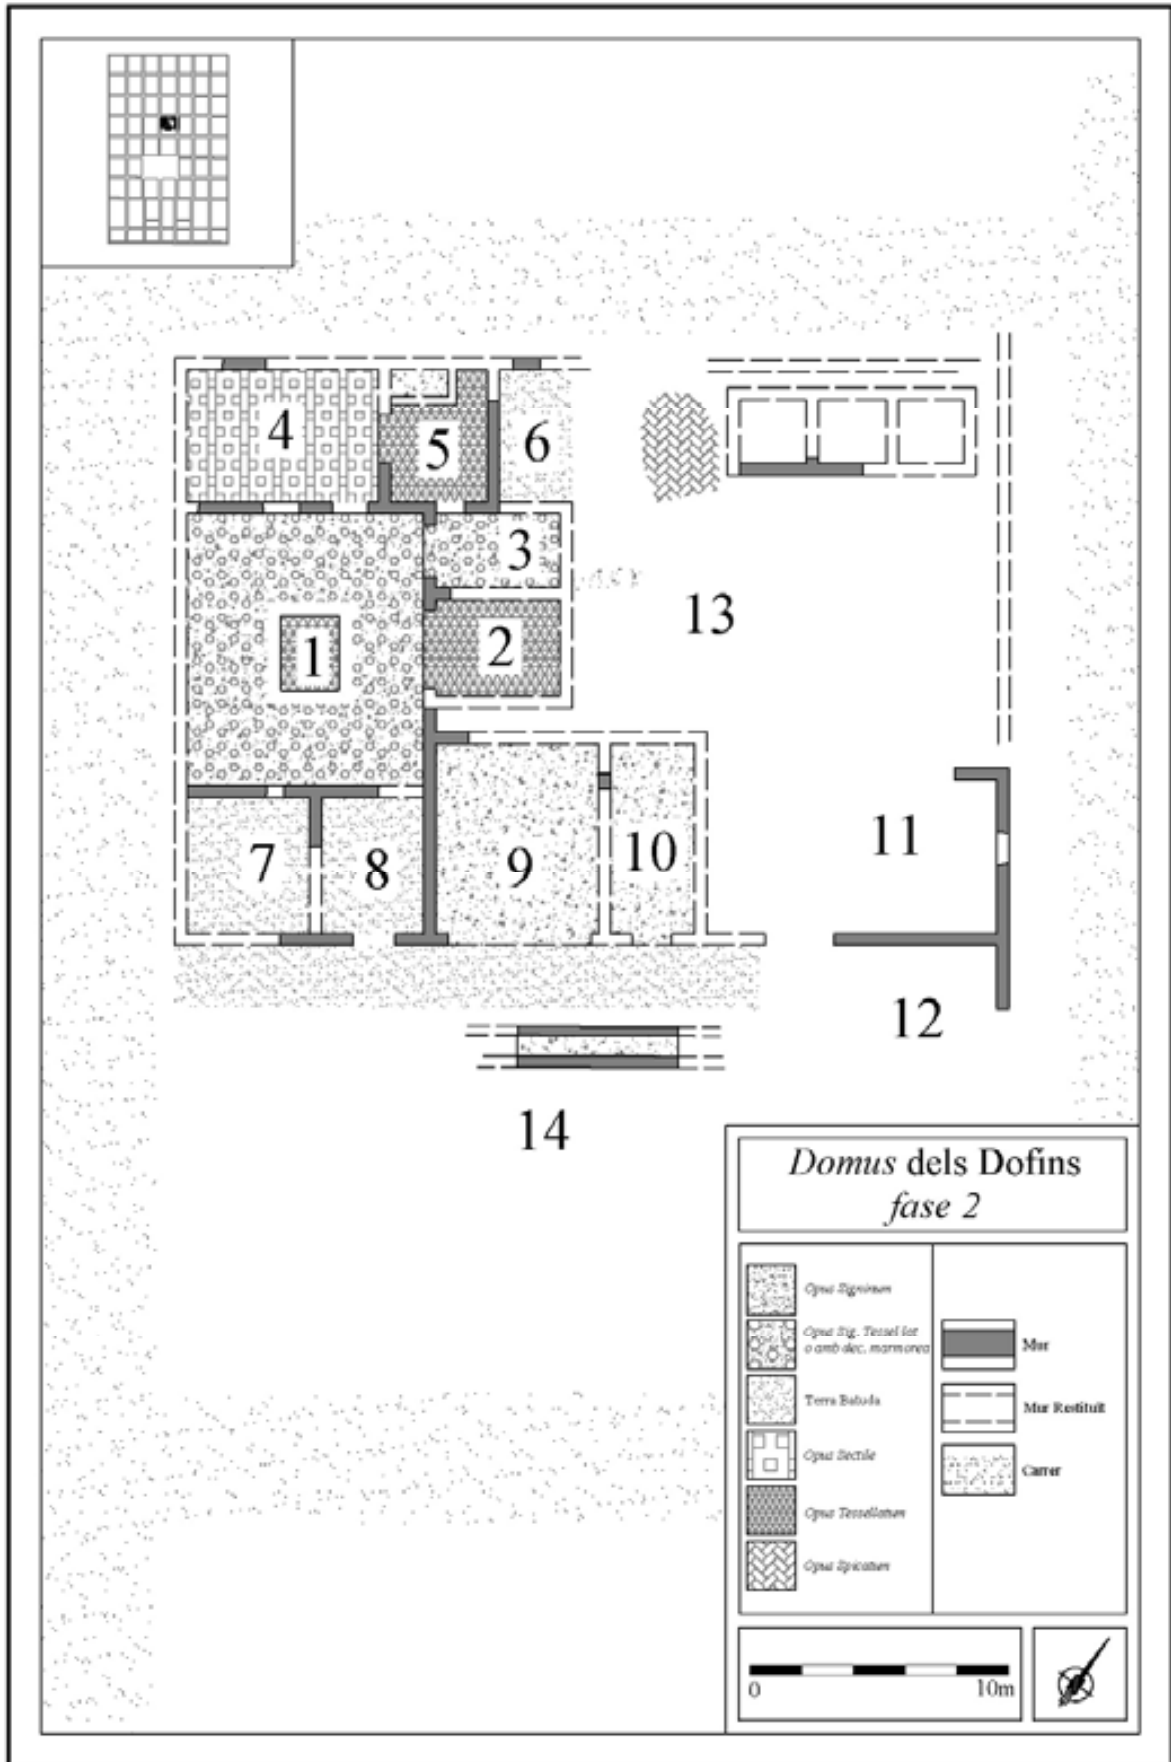 4
5
6
3
13
2
1
11
7
8
9
10
12
14
Domus dels Dofins
fase 2
Opus Signinum
Opus Sig. Tessel·lat
o amb dec. marmorea
Terra Batuda
Opus Sectile
Opus Tessellatum
Opus Spicatum
Mur
Mur Restituït
Carrer
0
10m